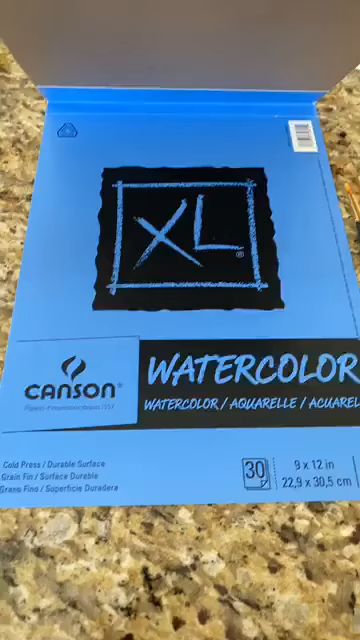 XL®
CANSON®
WATERCOLOR
WATERCOLOR / AQUARELLE /
Cold Press / Durable Surface
Grain Fin / Surface Durable
Grano Fino / Superficie Duradera
30
9 x 12 in
22,9 x 30,5 cm